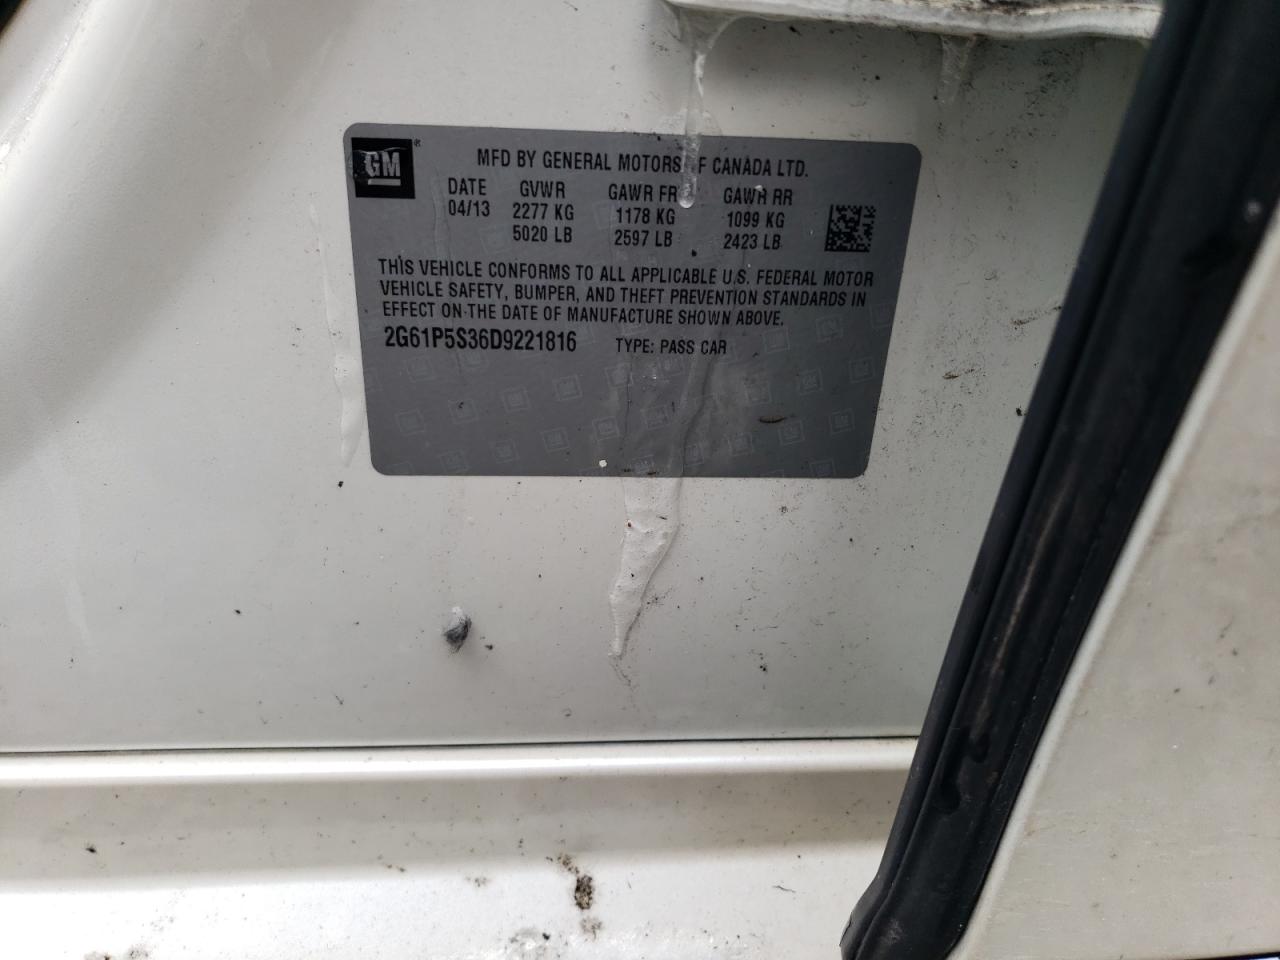 GM ®
MFD BY GENERAL MOTORS OF CANADA LTD.
DATE GVWR GAWR FR GAWR RR
04/13 2277 KG 1178 KG 1099 KG
5020 LB 2597 LB 2423 LB
THIS VEHICLE CONFORMS TO ALL APPLICABLE U.S. FEDERAL MOTOR
VEHICLE SAFETY, BUMPER, AND THEFT PREVENTION STANDARDS IN
EFFECT ON THE DATE OF MANUFACTURE SHOWN ABOVE.
2G61P5S36D9221816 TYPE: PASS CAR